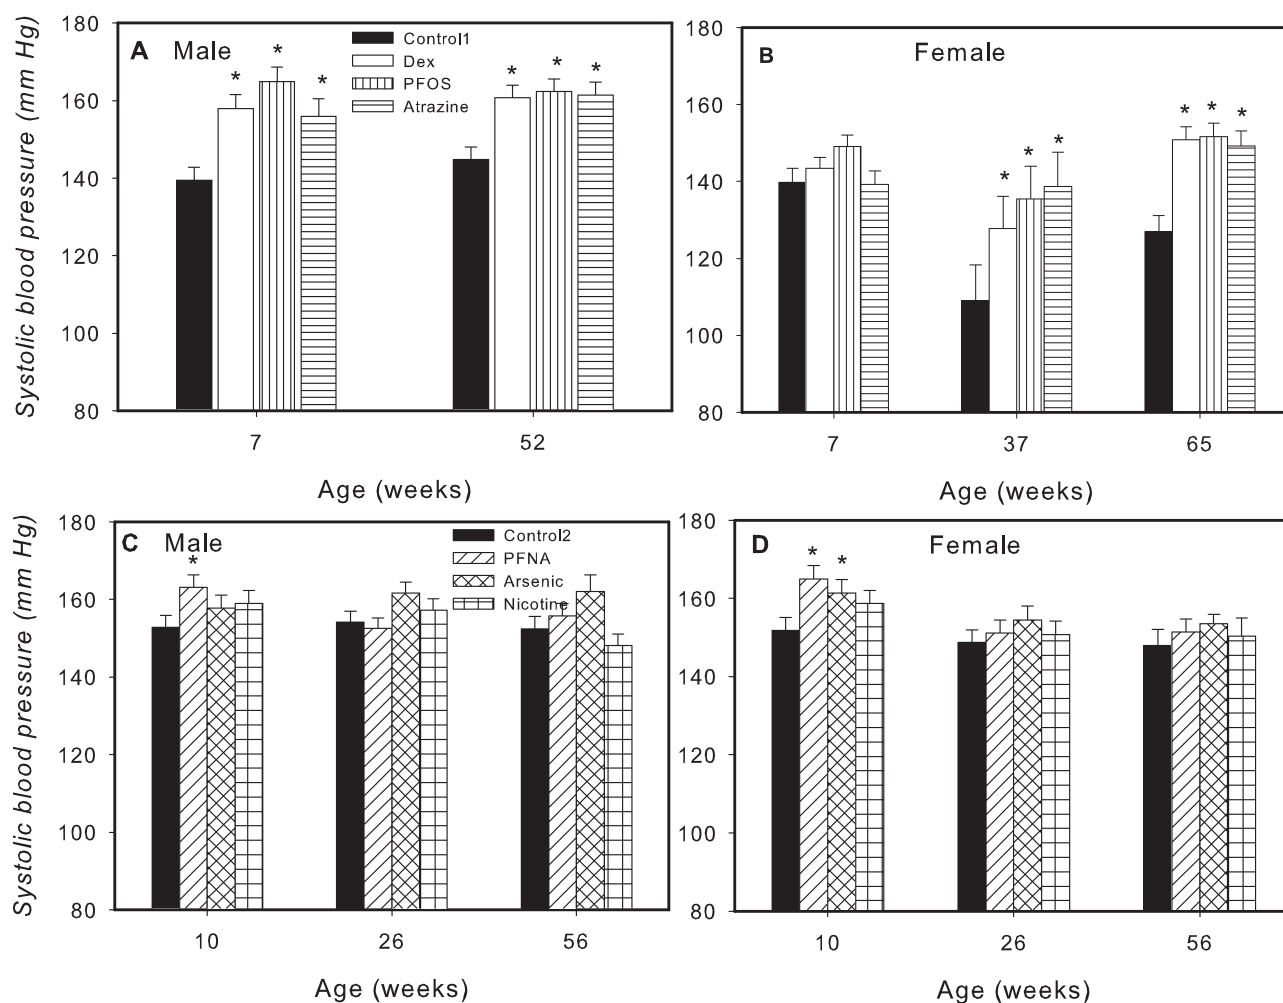 A Male
Control1
Dex
PFOS
Atrazine
* * *
* * *
Systolic blood pressure (mm Hg)
180
160
140
120
100
80
7 52
Age (weeks)
B Female
* * *
* * *
180
160
140
120
100
80
7 37 65
Age (weeks)
C Male
Control2
PFNA
Arsenic
Nicotine
*
Systolic blood pressure (mm Hg)
180
160
140
120
100
80
10 26 56
Age (weeks)
D Female
* *
180
160
140
120
100
80
10 26 56
Age (weeks)